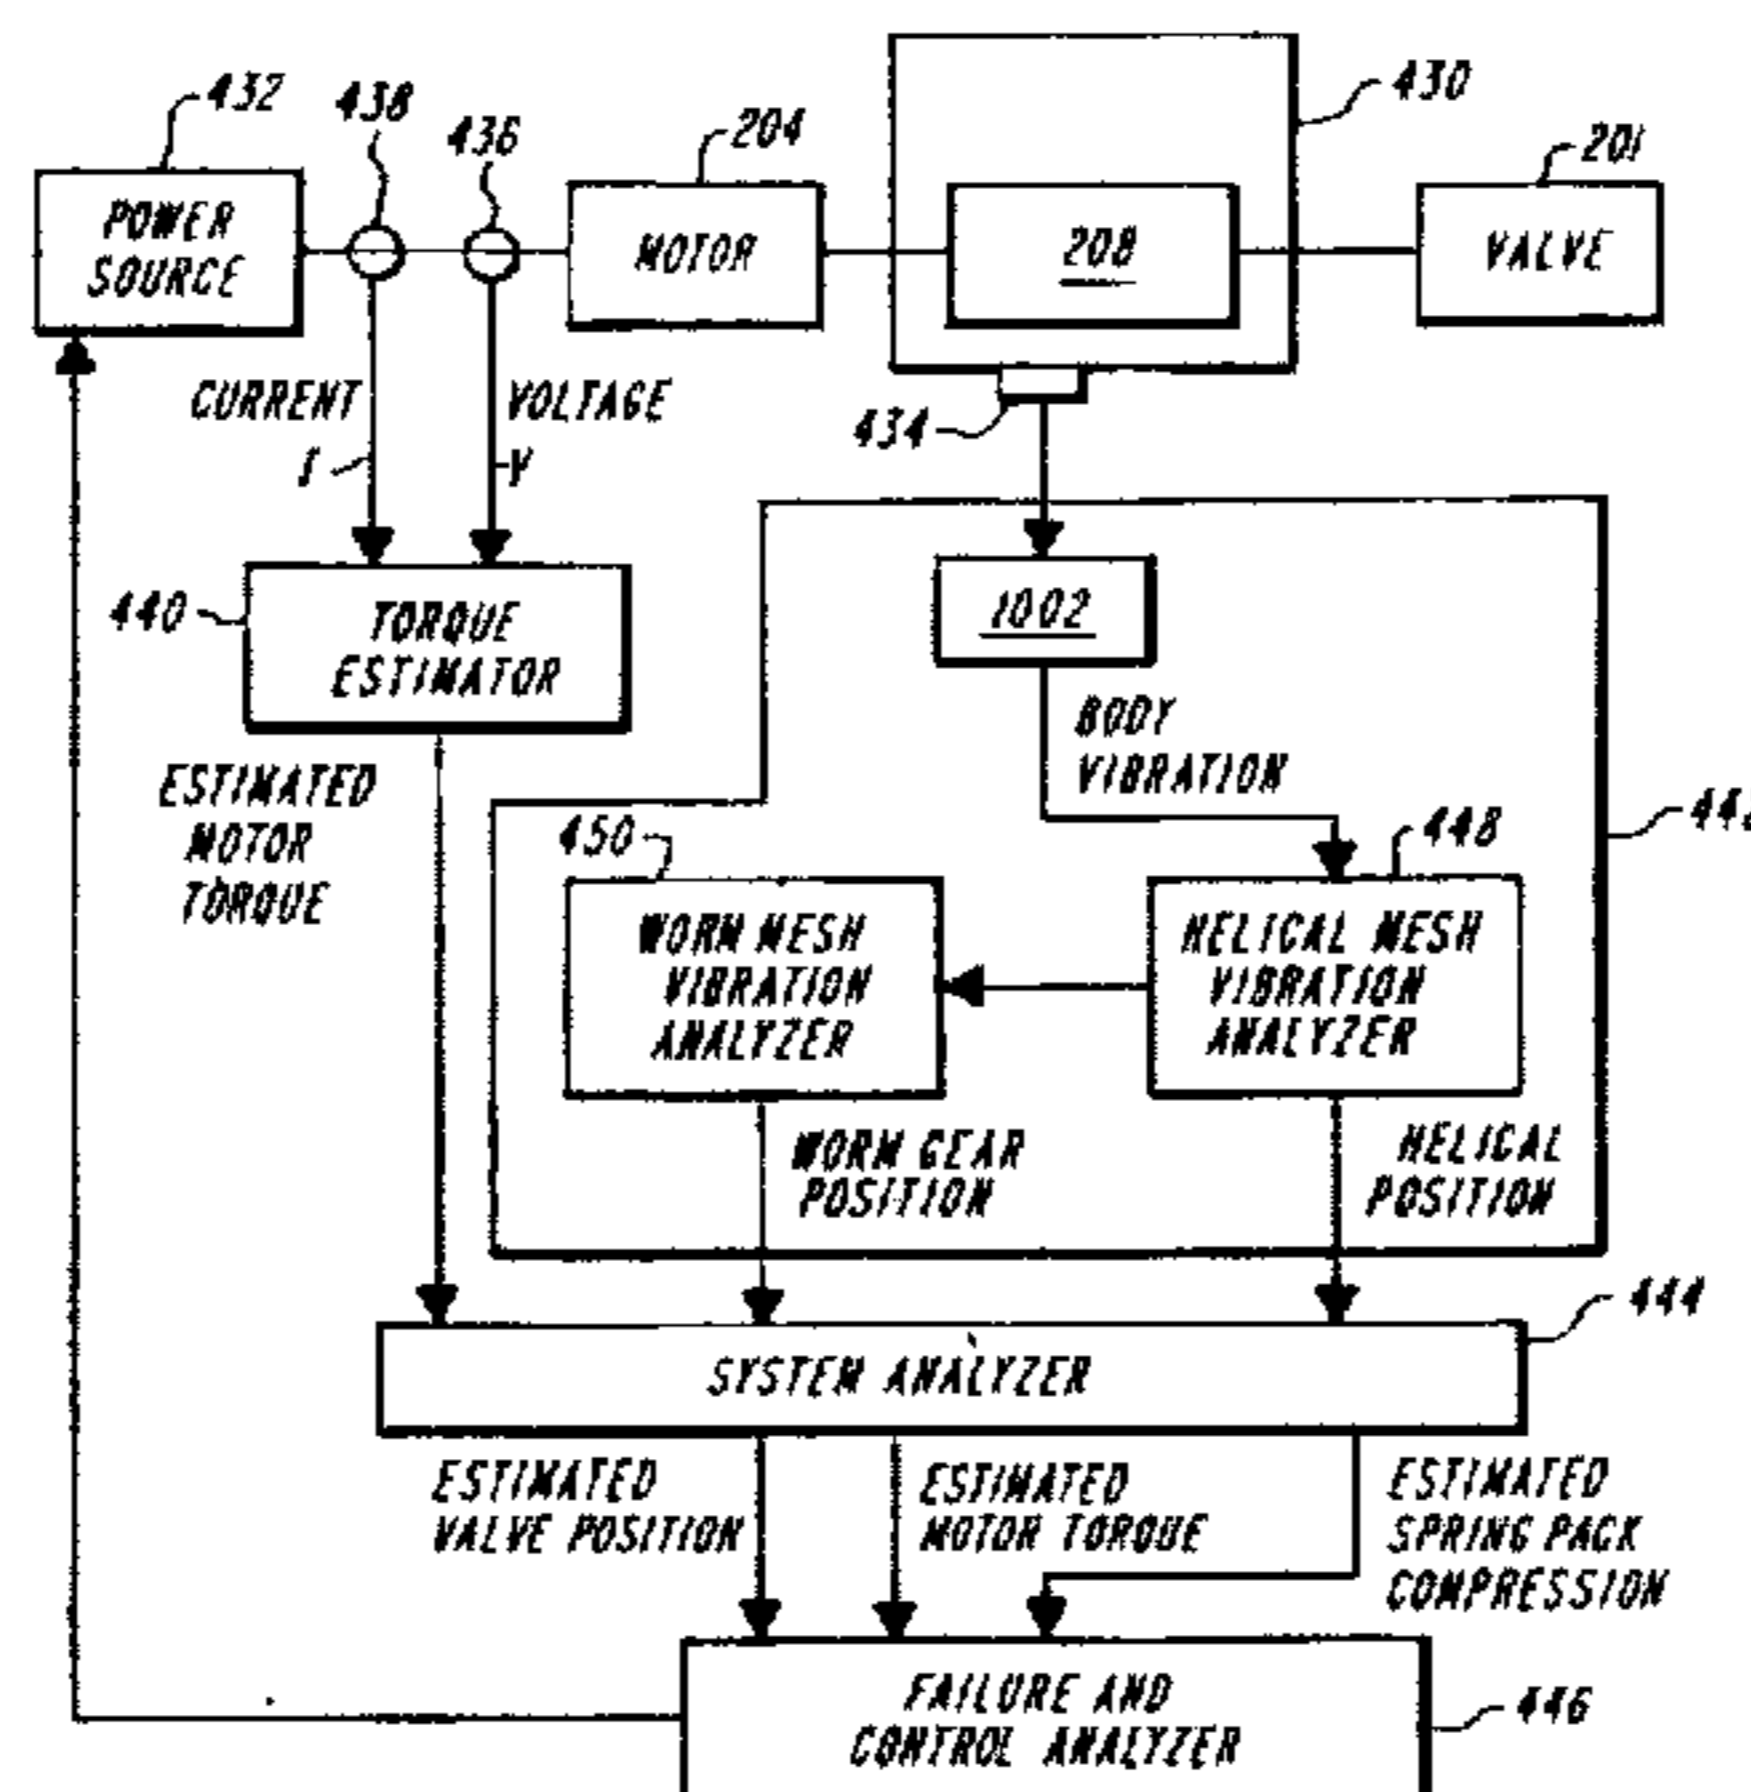 432
438
436
204
430
201
POWER
SOURCE
MOTOR
208
VALVE
CURRENT
I
VOLTAGE
V
434
440
TORQUE
ESTIMATOR
1002
BODY
VIBRATION
ESTIMATED
MOTOR
TORQUE
450
448
WORM MESH
VIBRATION
ANALYZER
HELICAL MESH
VIBRATION
ANALYZER
WORM GEAR
POSITION
HELICAL
POSITION
444
SYSTEM ANALYZER
ESTIMATED
VALVE POSITION
ESTIMATED
MOTOR TORQUE
ESTIMATED
SPRING PACK
COMPRESSION
FAILURE AND
CONTROL ANALYZER
446